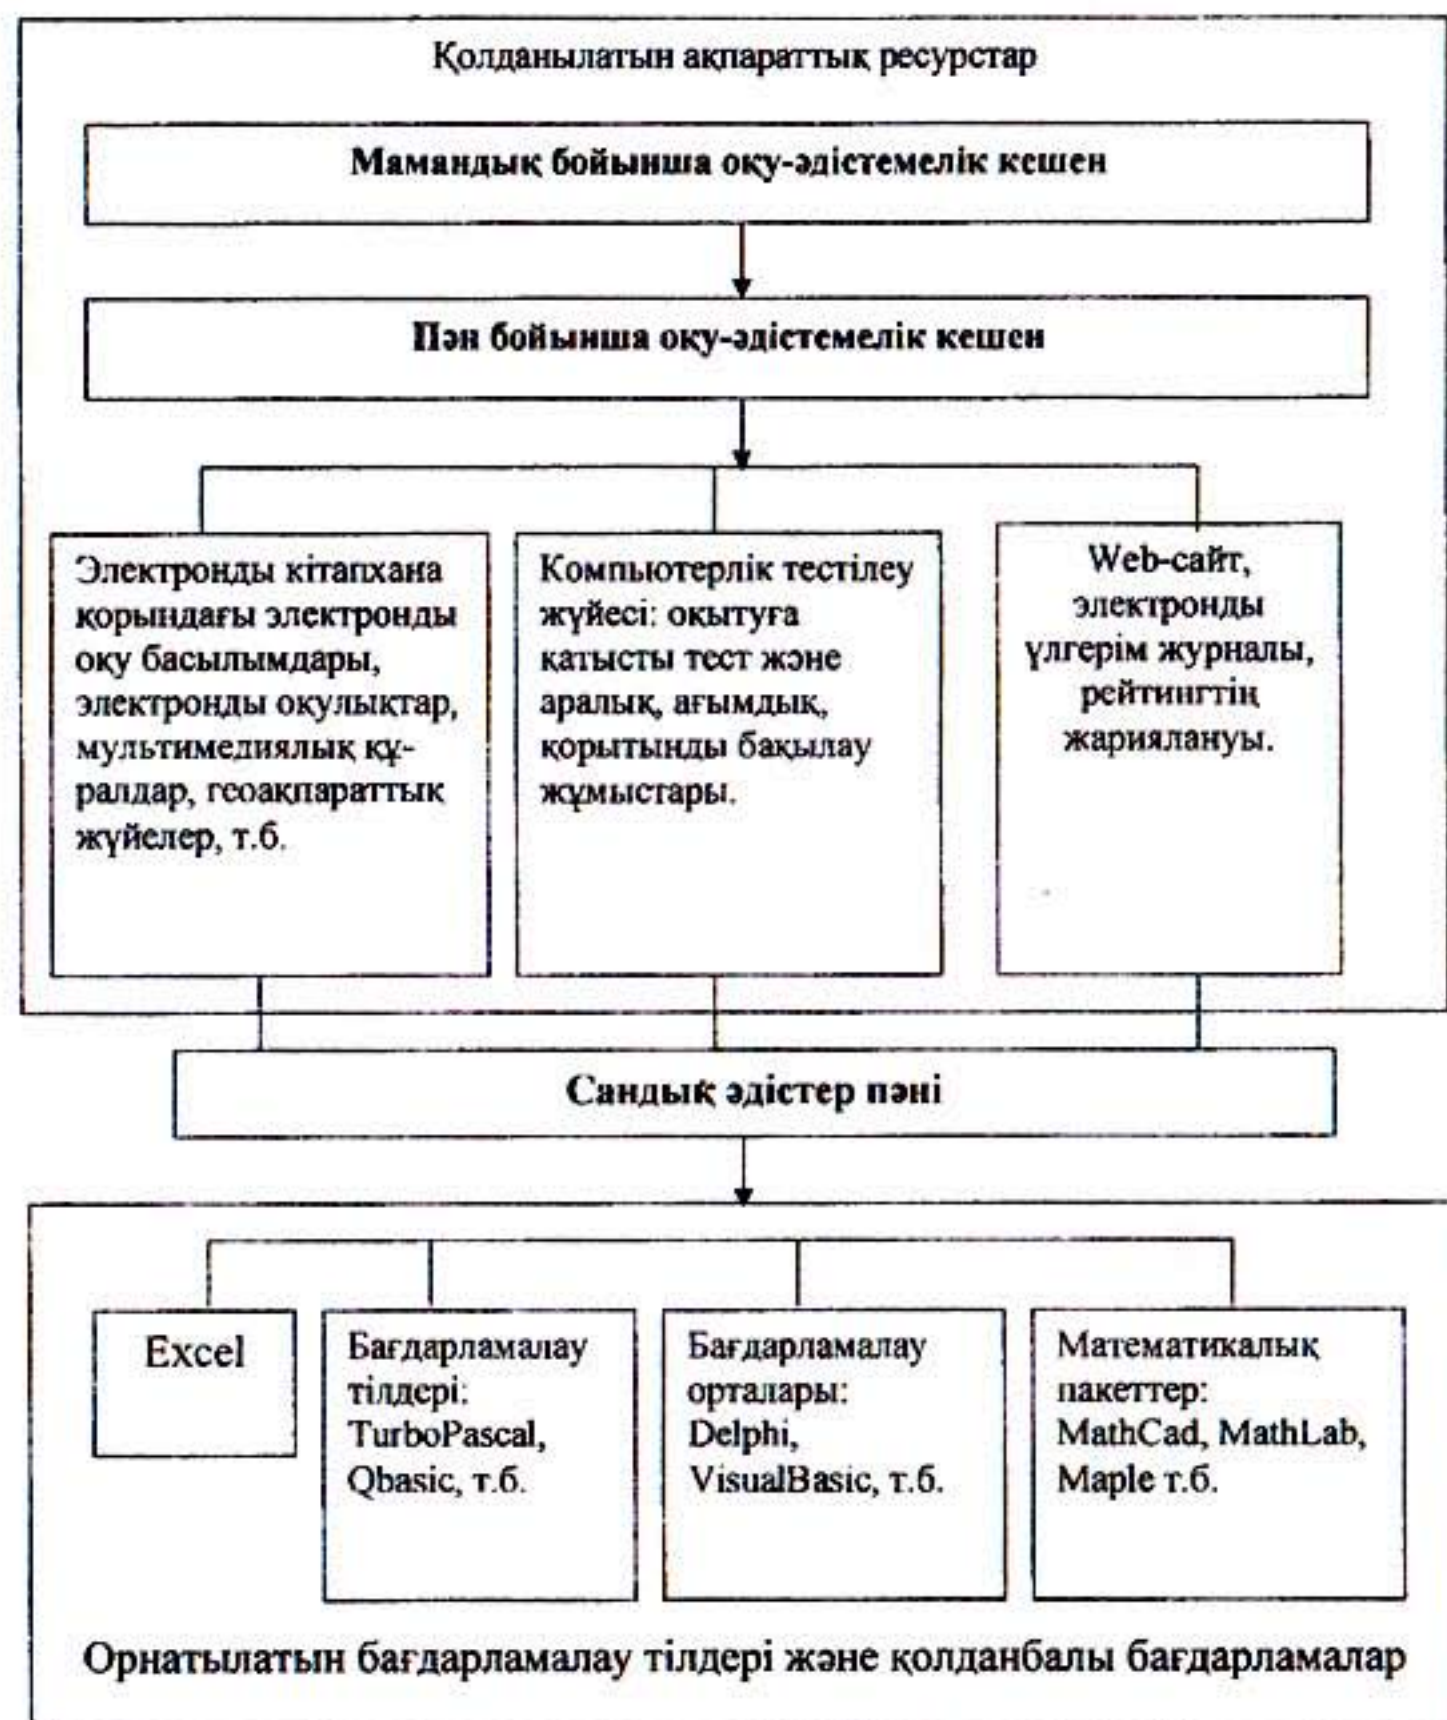 Қолданылатын ақпараттық ресурстар
Мамандық бойынша оқу-әдістемелік кешен
Пән бойынша оқу-әдістемелік кешен
Электронды кітапхана
қорындағы электронды
оқу басылымдары,
электронды оқулықтар,
мультимедиялық құ-
ралдар, геоақпараттық
жүйелер, т.б.
Компьютерлік тестілеу
жүйесі: оқытуға
қатысты тест және
аралық, ағымдық,
қорытынды бақылау
жұмыстары.
Web-сайт,
электронды
үлгерім журналы,
рейтингтің
жариялануы.
Сандық әдістер пәні
Excel
Бағдарламалау
тілдері:
TurboPascal,
Qbasic, т.б.
Бағдарламалау
орталары:
Delphi,
VisualBasic, т.б.
Математикалық
пакеттер:
MathCad, MathLab,
Maple т.б.
Орнатылатын бағдарламалау тілдері және қолданбалы бағдарламалар